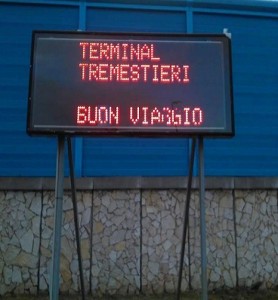 TERMINAL
TREMESTIERI
BUON VIAGGIO